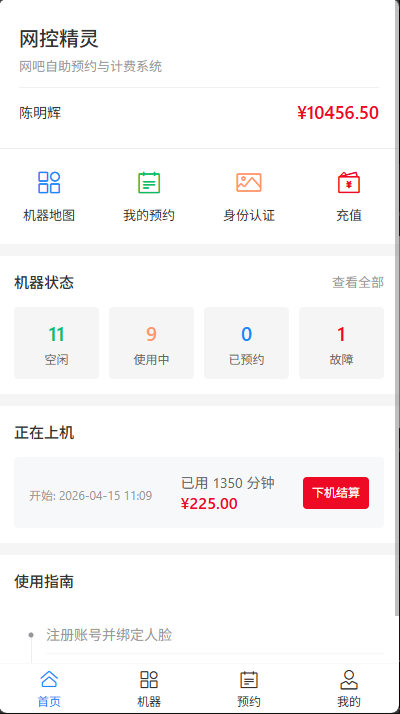 网控精灵
网吧自助预约与计费系统
陈明辉 ¥10456.50
机器地图 我的预约 身份认证 充值
机器状态 查看全部
11 9 0 1
空闲 使用中 已预约 故障
正在上机
开始: 2026-04-15 11:09 已用 1350 分钟 ¥225.00 下机结算
使用指南
注册账号并绑定人脸
首页 机器 预约 我的